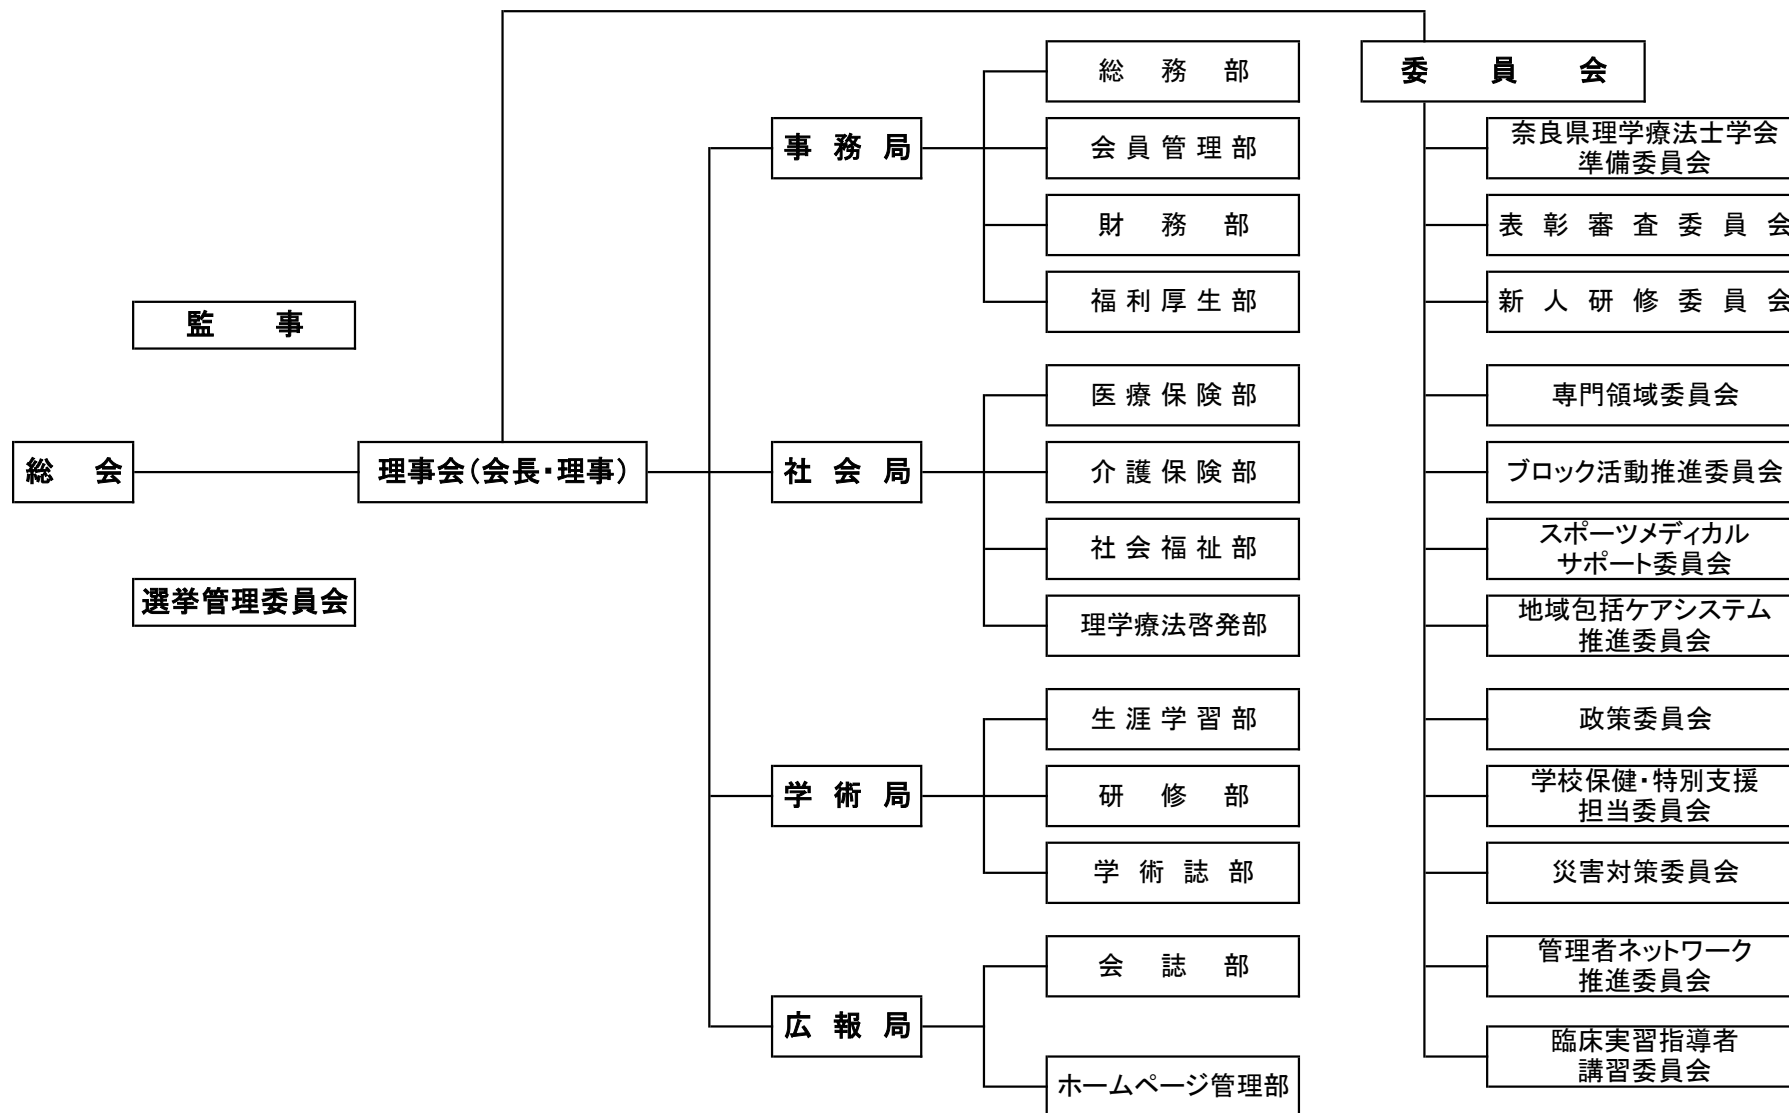 総会
監事
選挙管理委員会
理事会(会長・理事)
事務局
総務部
会員管理部
財務部
福利厚生部
社会局
医療保険部
介護保険部
社会福祉部
理学療法啓発部
学術局
生涯学習部
研修部
学術誌部
広報局
会誌部
ホームページ管理部
委員会
奈良県理学療法士学会
準備委員会
表彰審査委員会
新人研修委員会
専門領域委員会
ブロック活動推進委員会
スポーツメディカル
サポート委員会
地域包括ケアシステム
推進委員会
政策委員会
学校保健・特別支援
担当委員会
災害対策委員会
管理者ネットワーク
推進委員会
臨床実習指導者
講習委員会